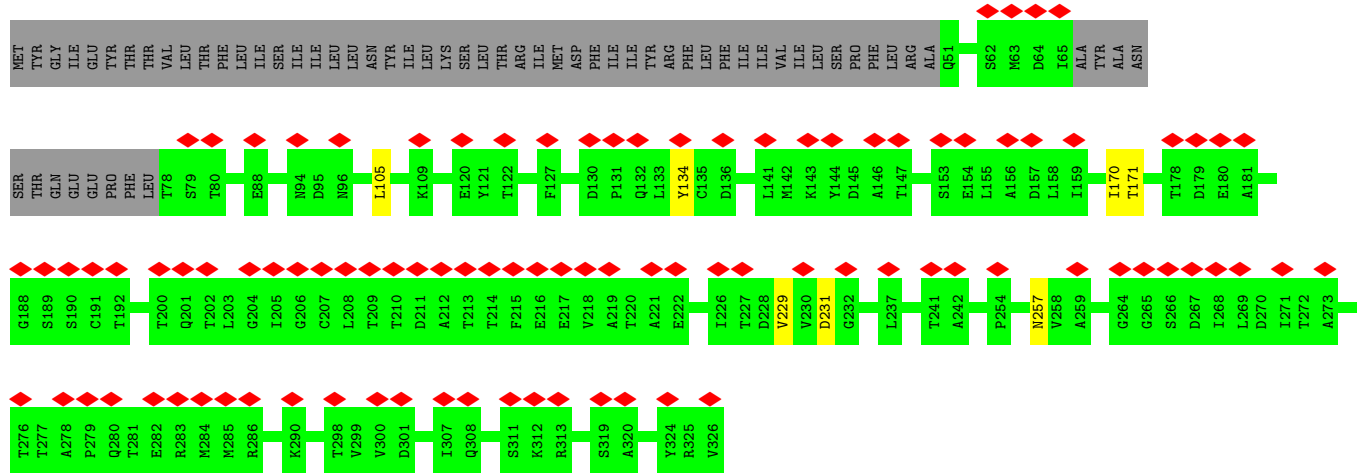 MET TYR GLY ILE GLU TYR THR THR VAL LEU THR PHE LEU ILE SER ILE ILE LEU LEU ASN TYR ILE LEU LYS SER LEU THR ARG ILE MET ASP PHE ILE ILE TYR ARG PHE LEU PHE ILE ILE VAL ILE LEU SER PRO PHE LEU ARG ALA Q51 S62 M63 D64 I65 ALA TYR ALA ASN
SER THR GLN GLU GLU PRO PHE LEU T78 S79 T80 E88 N94 D95 N96 L105 K109 E120 Y121 T122 F127 D130 P131 Q132 L133 Y134 C135 D136 L141 M142 K143 Y144 D145 A146 T147 S153 E154 L155 A156 D157 L158 I159 I170 T171 T178 D179 E180 A181
G188 S189 S190 C191 T192 T200 Q201 T202 L203 G204 I205 G206 C207 L208 T209 T210 D211 A212 T213 T214 F215 E216 E217 V218 A219 T220 A221 E222 I226 T227 D228 V229 V230 D231 G232 L237 T241 A242 P254 N257 V258 A259 G264 G265 S266 D267 I268 L269 D270 I271 T272 A273
T276 T277 A278 P279 Q280 T281 E282 R283 M284 M285 R286 K290 T298 V299 V300 D301 I307 Q308 S311 K312 R313 S319 A320 Y324 R325 V326